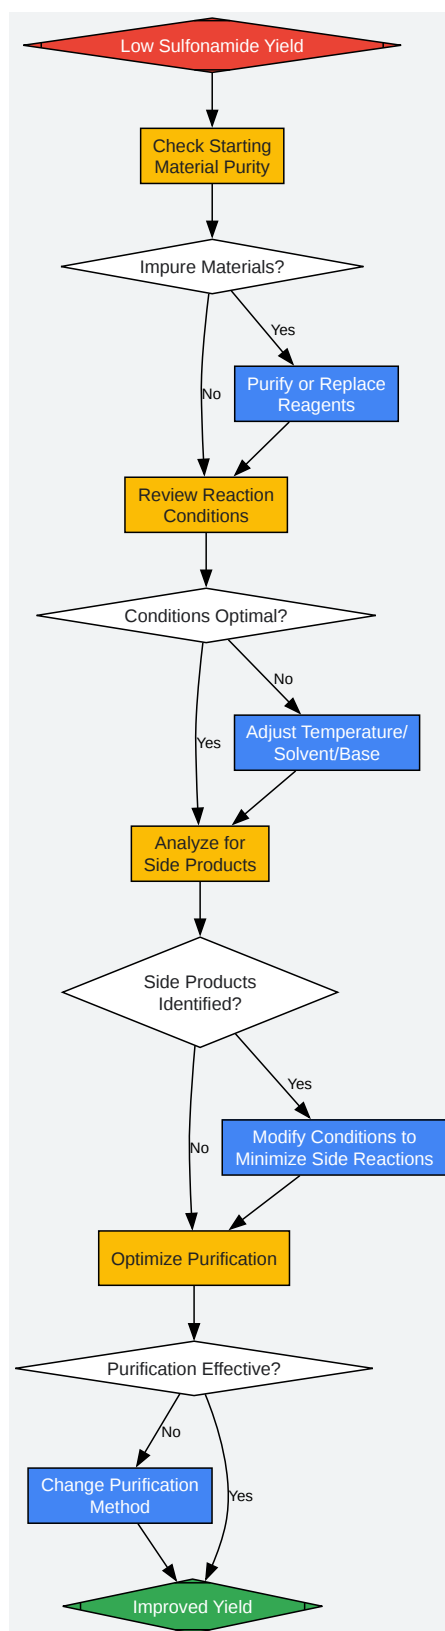 Low Sulfonamide Yield
Check Starting
Material Purity
Impure Materials?
Yes
No
Purify or Replace
Reagents
Review Reaction
Conditions
Conditions Optimal?
No
Yes
Adjust Temperature/
Solvent/Base
Analyze for
Side Products
Side Products
Identified?
Yes
No
Modify Conditions to
Minimize Side Reactions
Optimize Purification
Purification Effective?
No
Yes
Change Purification
Method
Improved Yield